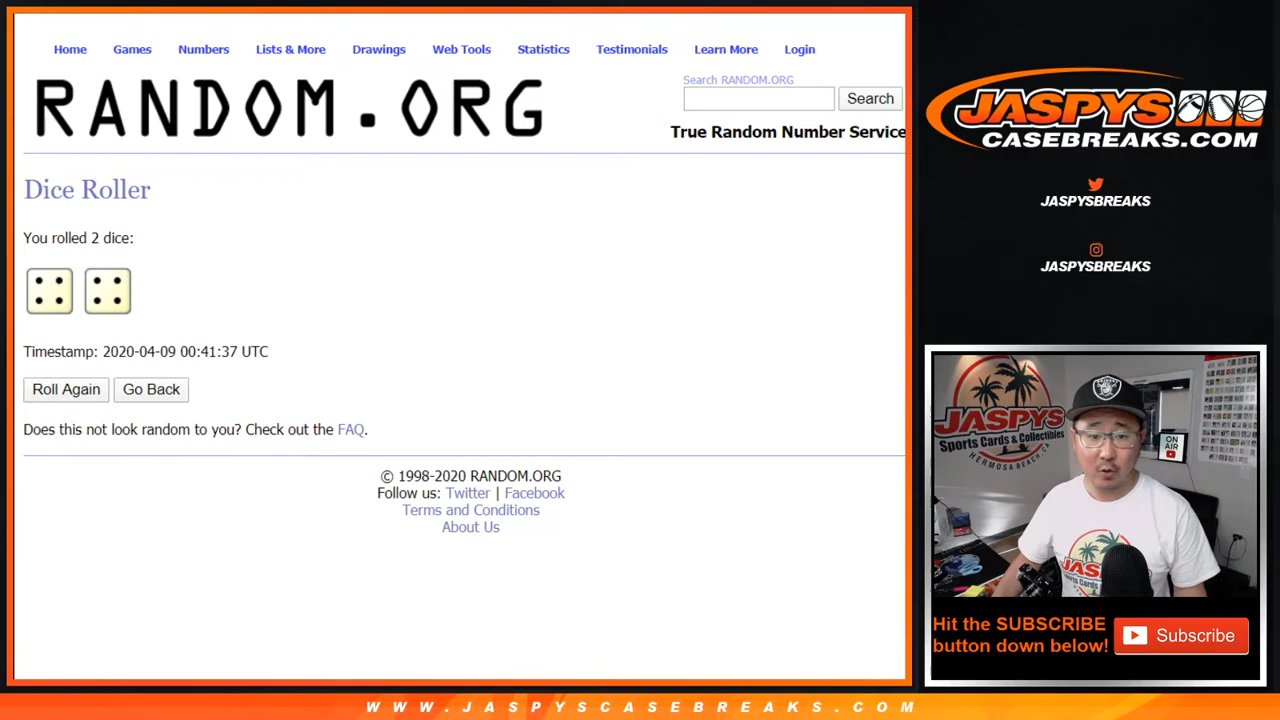 Home Games Numbers Lists & More Drawings Web Tools Statistics Testimonials Learn More Login
RANDOM.ORG
Search RANDOM.ORG
Search
True Random Number Service
Dice Roller
You rolled 2 dice:
Timestamp: 2020-04-09 00:41:37 UTC
Roll Again Go Back
Does this not look random to you? Check out the FAQ.
© 1998-2020 RANDOM.ORG
Follow us: Twitter | Facebook
Terms and Conditions
About Us
JASPYS
CASEBREAKS.COM
JASPYSBREAKS
JASPYSBREAKS
JASPYS
Sports Cards & Collectibles
HERMOSA BEACH, CA
ON
AIR
Hit the SUBSCRIBE
button down below!
Subscribe
WWW.JASPYSCASEBREAKS.COM